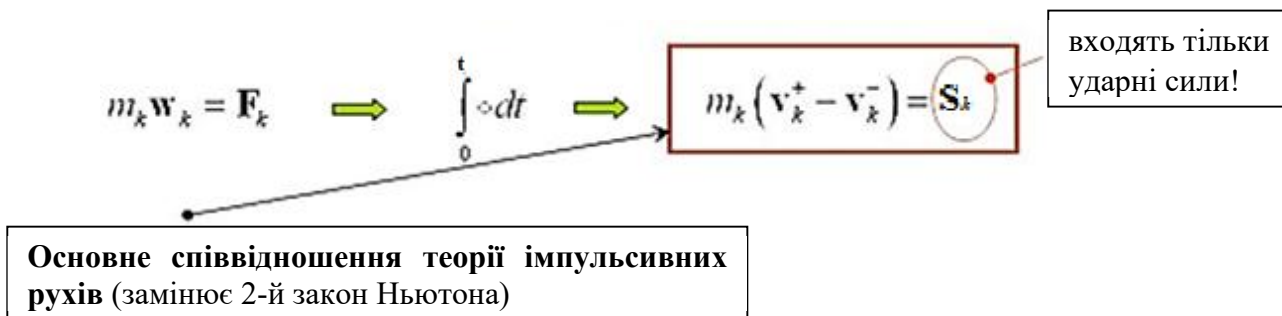 входять тільки
ударні сили!
m_k w_k = F_k ⇒ ∫_0^t ◇dt ⇒ m_k (v_k^+ − v_k^−) = S_k
Основне співвідношення теорії імпульсивних
рухів (замінює 2-й закон Ньютона)